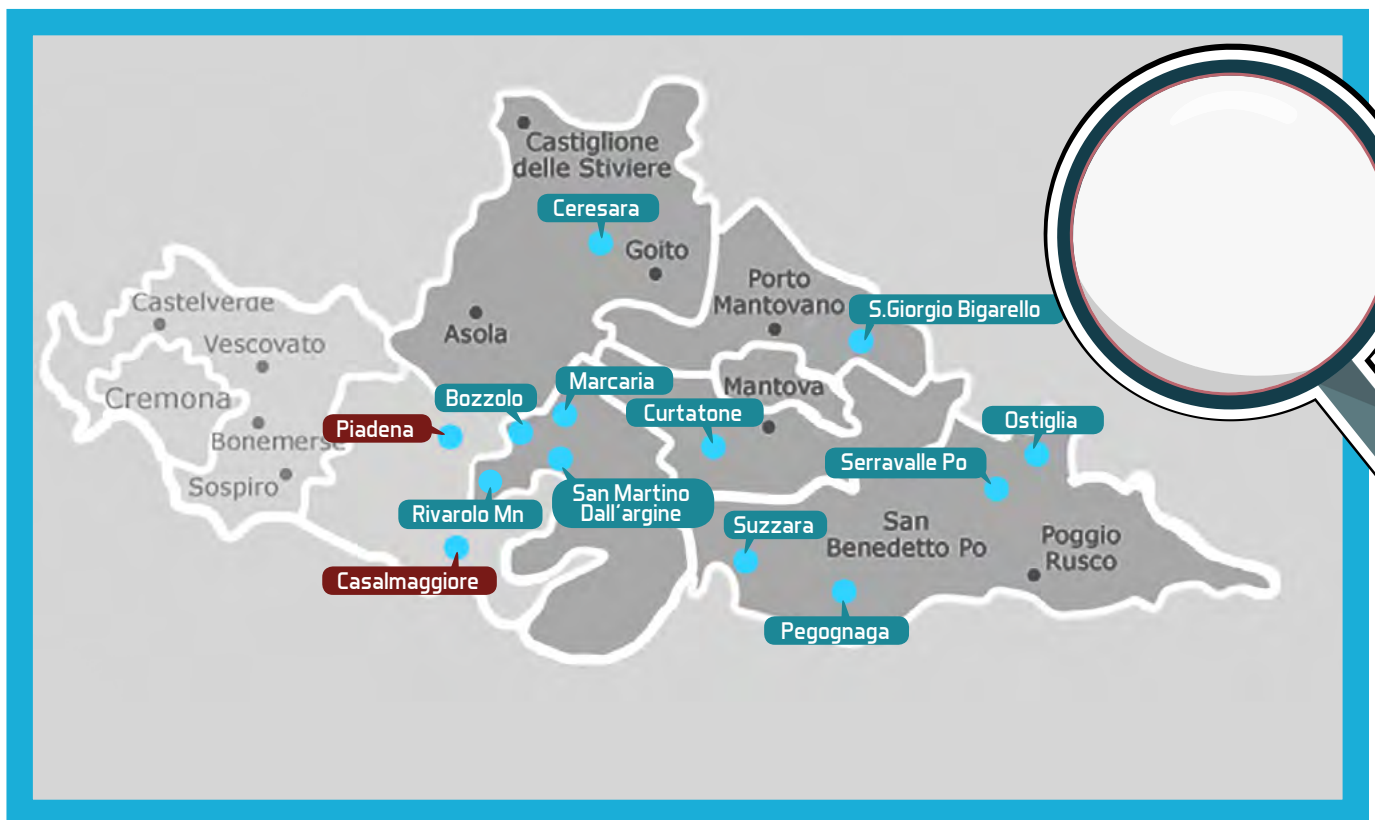 Castiglione
delle Stiviere
Ceresara
Goito
Porto
Mantovano
S.Giorgio Bigarello
Castelverde
Vescovato
Asola
Cremona
Bonemerse
Sospiro
Piadena
Bozzolo
Marcaria
Mantova
Curtatone
Ostiglia
Serravalle Po
Rivarolo Mn
San Martino
Dall'argine
Suzzara
San
Benedetto Po
Poggio
Rusco
Casalmaggiore
Pegognaga